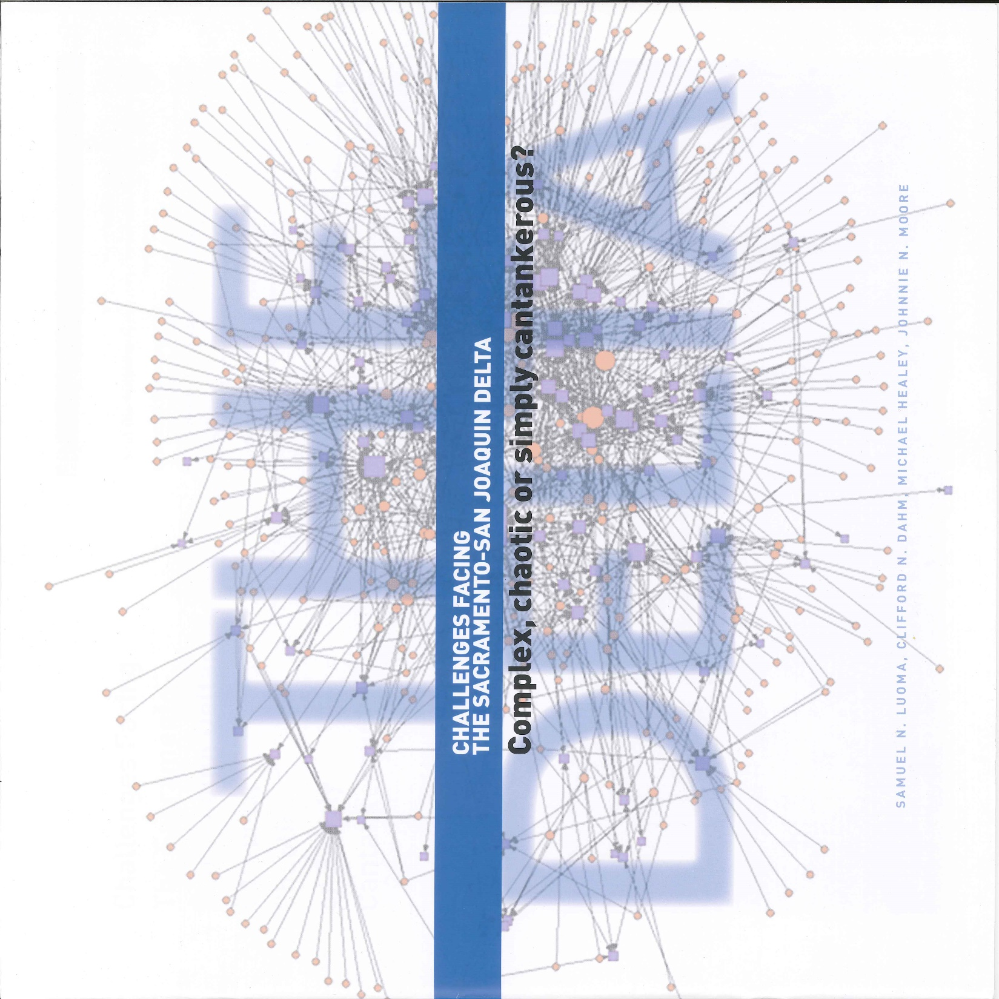 THE
DELTA
CHALLENGES FACING
THE SACRAMENTO-SAN JOAQUIN DELTA
Complex, chaotic or simply cantankerous?
SAMUEL N. LUOMA, CLIFFORD N. DAHM, MICHAEL HEALEY, JOHNNIE N. MOORE